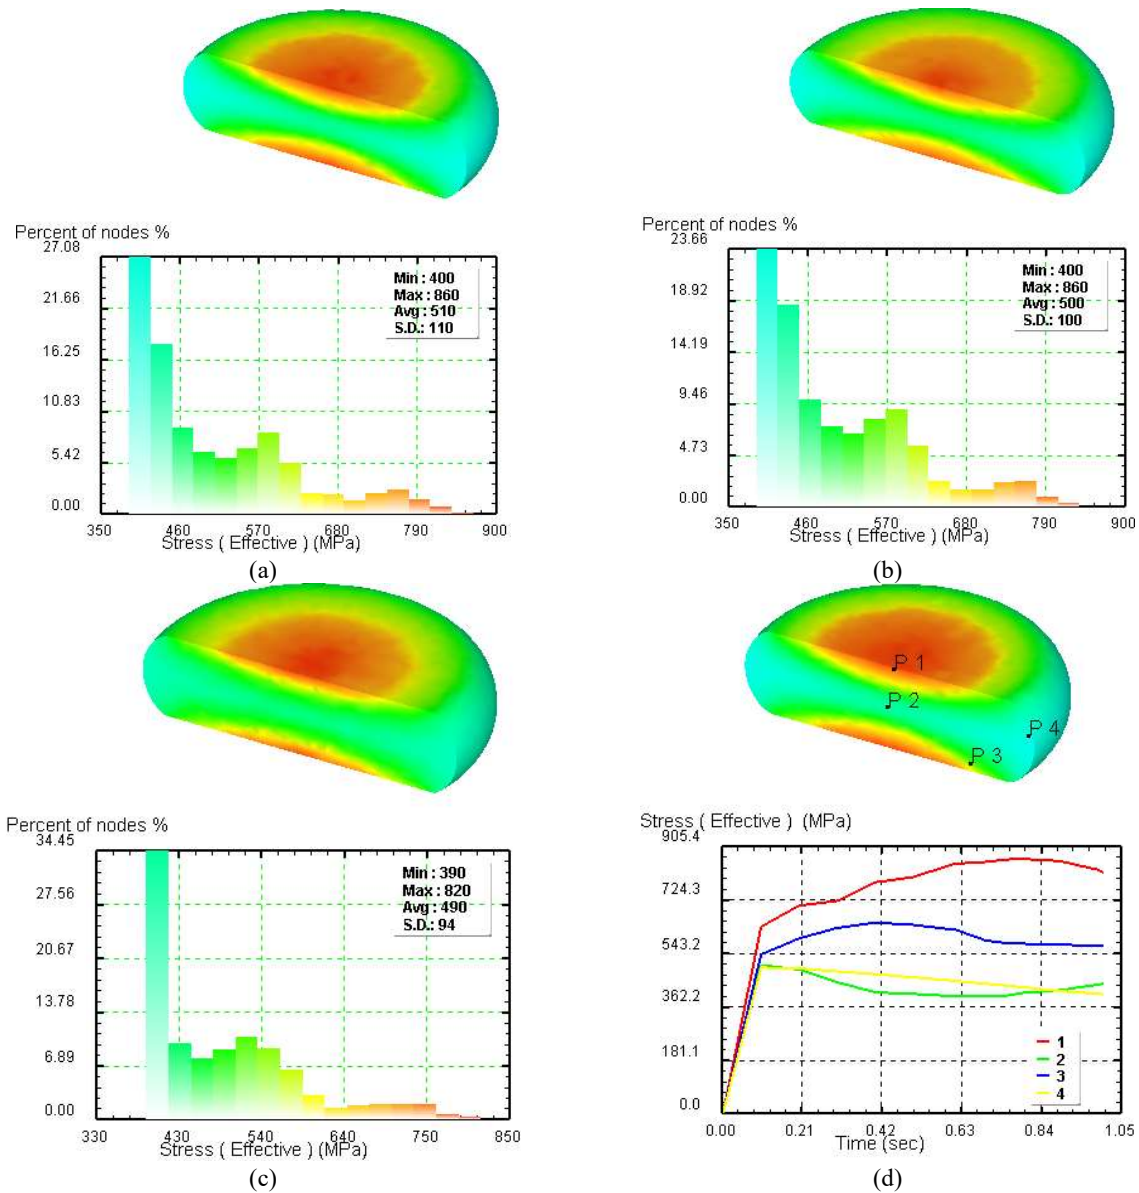 Percent of nodes %
27.08
21.66
16.25
10.83
5.42
0.00
Min : 400
Max : 860
Avg : 510
S.D.: 110
350 460 570 680 790 900
Stress ( Effective ) (MPa)
(a)
Percent of nodes %
23.66
18.92
14.19
9.46
4.73
0.00
Min : 400
Max : 860
Avg : 500
S.D.: 100
350 460 570 680 790 900
Stress ( Effective ) (MPa)
(b)
Percent of nodes %
34.45
27.56
20.67
13.78
6.89
0.00
Min : 390
Max : 820
Avg : 490
S.D.: 94
330 430 540 640 750 850
Stress ( Effective ) (MPa)
(c)
P 1
P 2
P 4
P 3
Stress ( Effective ) (MPa)
905.4
724.3
543.2
362.2
181.1
0.0
1
2
3
4
0.00 0.21 0.42 0.63 0.84 1.05
Time (sec)
(d)